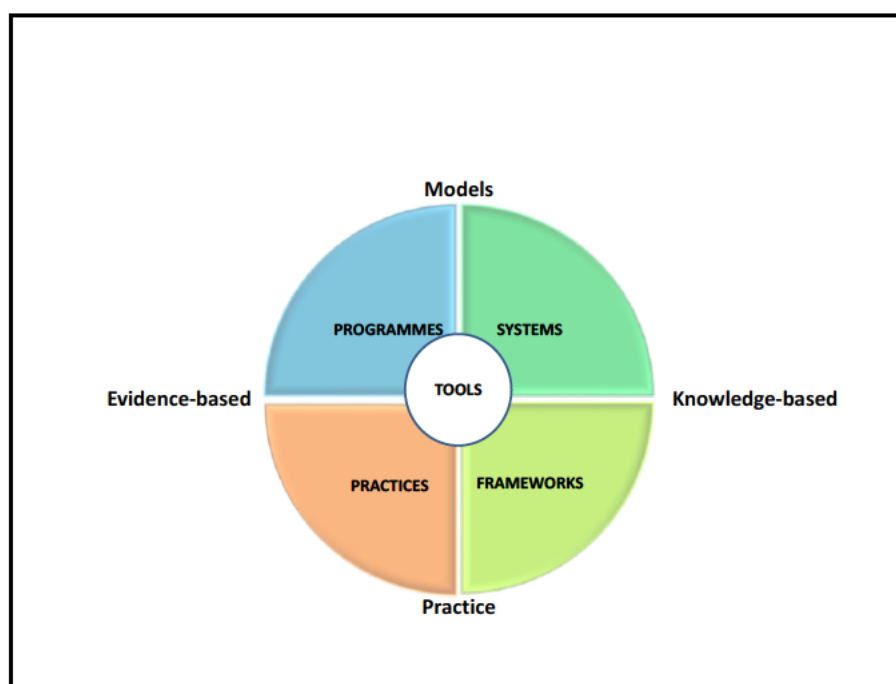 Models
PROGRAMMES
SYSTEMS
Evidence-based
TOOLS
Knowledge-based
PRACTICES
FRAMEWORKS
Practice